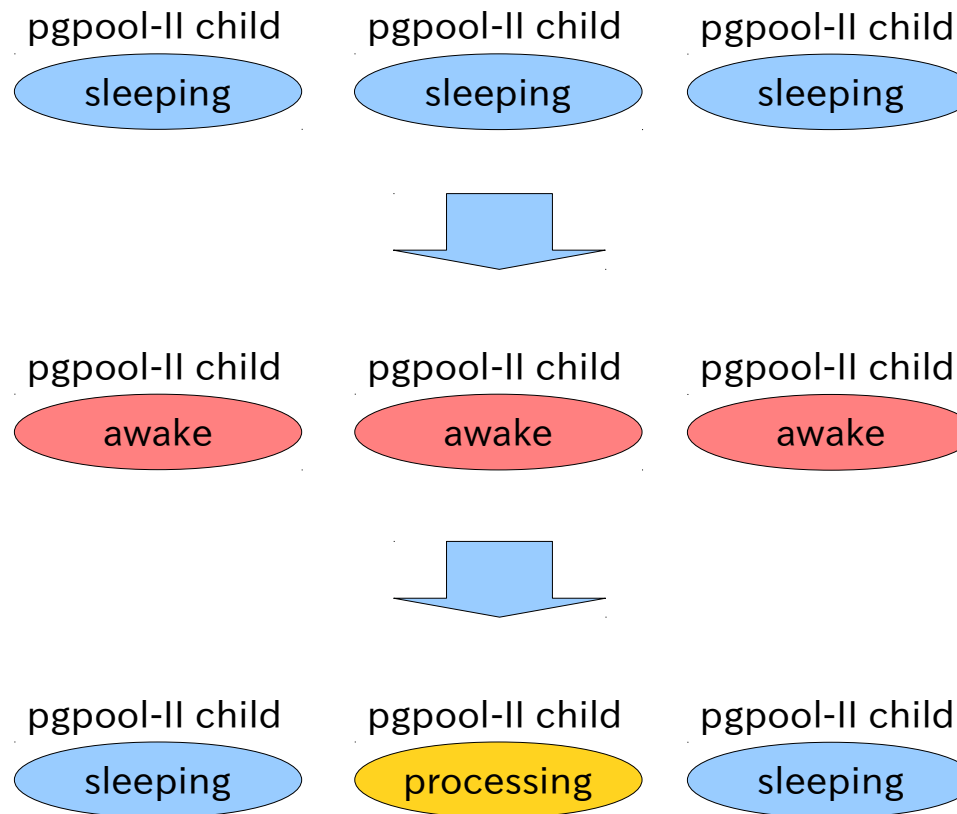 pgpool-II child pgpool-II child pgpool-II child
sleeping sleeping sleeping
pgpool-II child pgpool-II child pgpool-II child
awake awake awake
pgpool-II child pgpool-II child pgpool-II child
sleeping processing sleeping